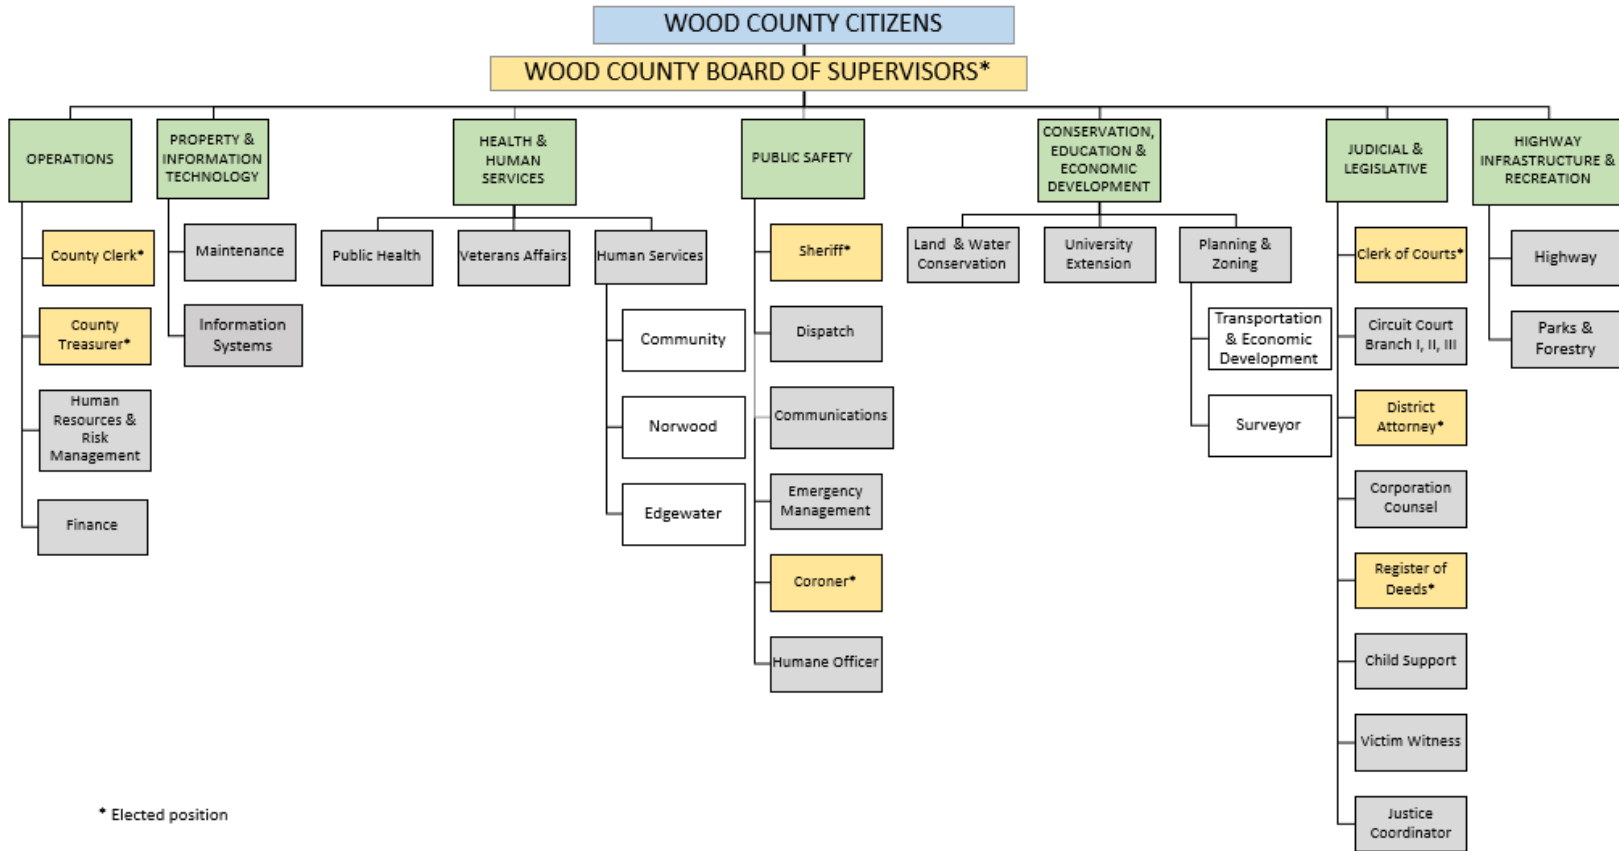 WOOD COUNTY CITIZENS
WOOD COUNTY BOARD OF SUPERVISORS*
OPERATIONS
County Clerk*
County
Treasurer*
Human
Resources &
Risk
Management
Finance
PROPERTY &
INFORMATION
TECHNOLOGY
Maintenance
Information
Systems
HEALTH &
HUMAN
SERVICES
Public Health
Veterans Affairs
Human Services
Community
Norwood
Edgewater
PUBLIC SAFETY
Sheriff*
Dispatch
Communications
Emergency
Management
Coroner*
Humane Officer
CONSERVATION,
EDUCATION &
ECONOMIC
DEVELOPMENT
Land & Water
Conservation
University
Extension
Planning &
Zoning
Transportation
& Economic
Development
Surveyor
JUDICIAL &
LEGISLATIVE
Clerk of Courts*
Circuit Court
Branch I, II, III
District
Attorney*
Corporation
Counsel
Register of
Deeds*
Child Support
Victim Witness
Justice
Coordinator
HIGHWAY
INFRASTRUCTURE &
RECREATION
Highway
Parks &
Forestry
* Elected position